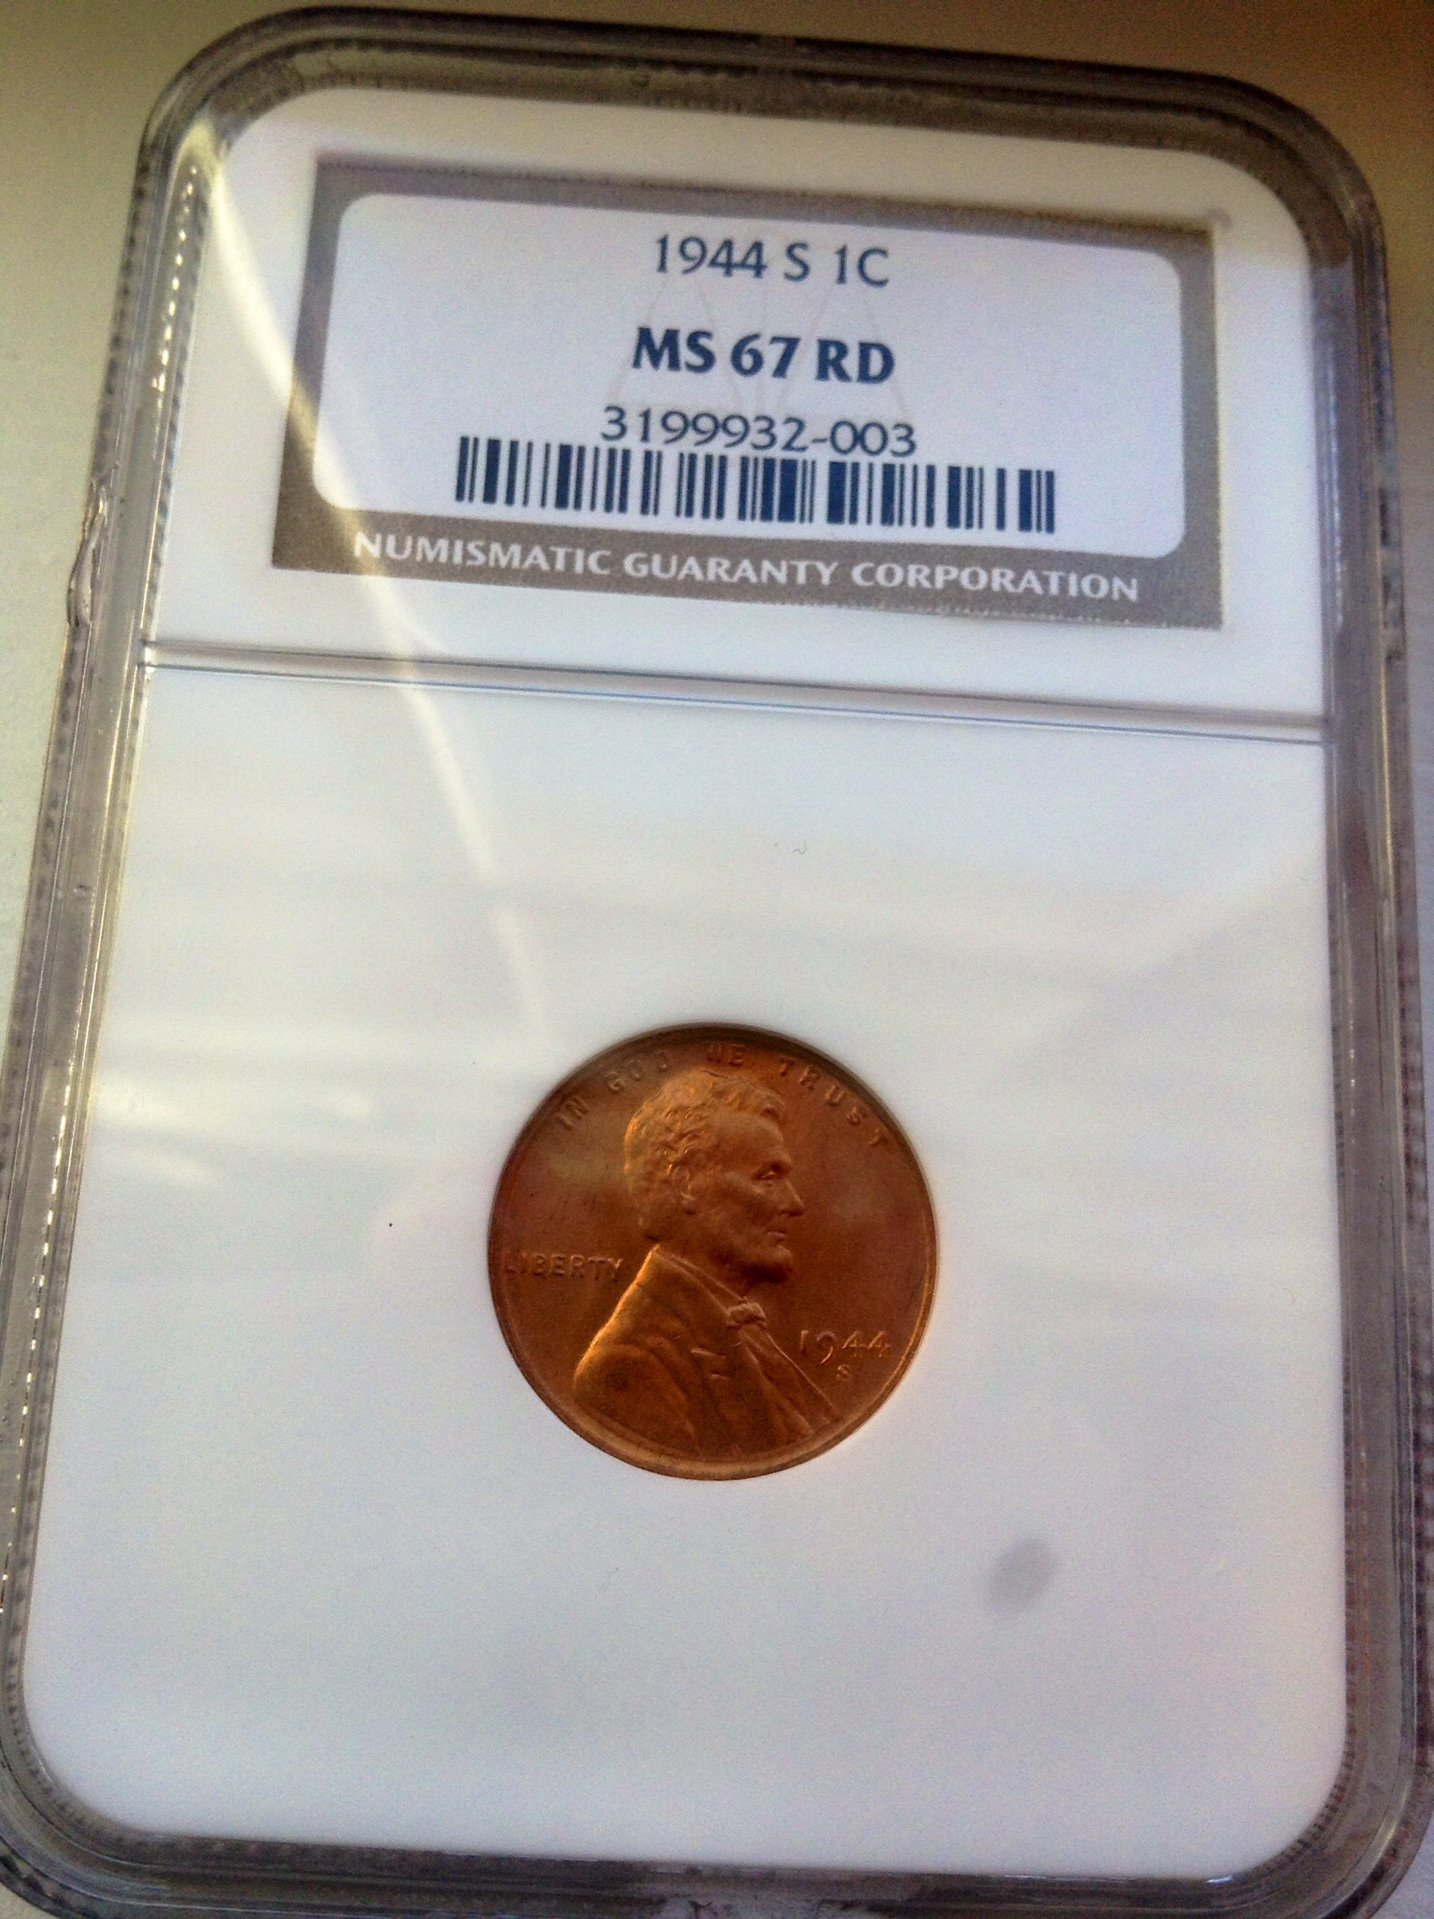 1944 S 1C
MS 67 RD
3199932-003
NUMISMATIC GUARANTY CORPORATION
IN GOD WE TRUST
LIBERTY
1944
S